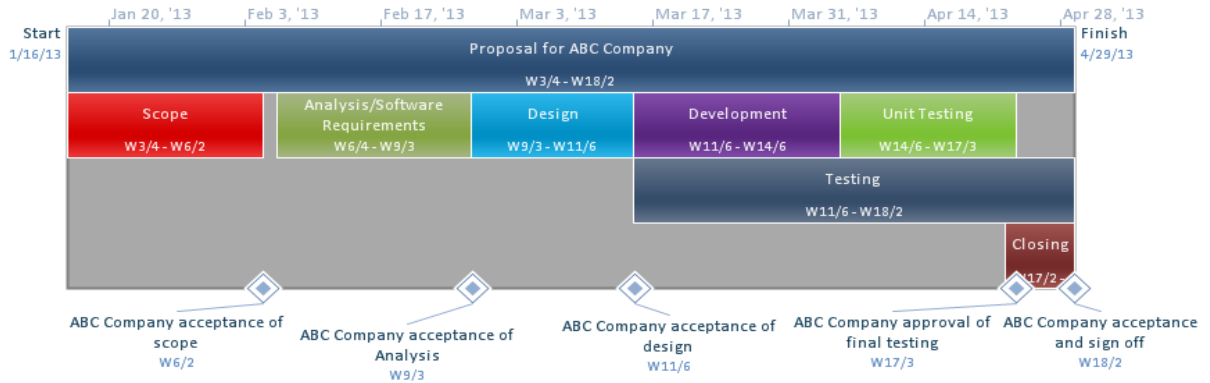 Jan 20, '13
Feb 3, '13
Feb 17, '13
Mar 3, '13
Mar 17, '13
Mar 31, '13
Apr 14, '13
Apr 28, '13
Start
1/16/13
Finish
4/29/13
Proposal for ABC Company
W3/4 - W18/2
Scope
W3/4 - W6/2
Analysis/Software
Requirements
W6/4 - W9/3
Design
W9/3 - W11/6
Development
W11/6 - W14/6
Unit Testing
W14/6 - W17/3
Testing
W11/6 - W18/2
Closing
W17/2 -
ABC Company acceptance of
scope
W6/2
ABC Company acceptance of
Analysis
W9/3
ABC Company acceptance of
design
W11/6
ABC Company approval of
final testing
W17/3
ABC Company acceptance
and sign off
W18/2